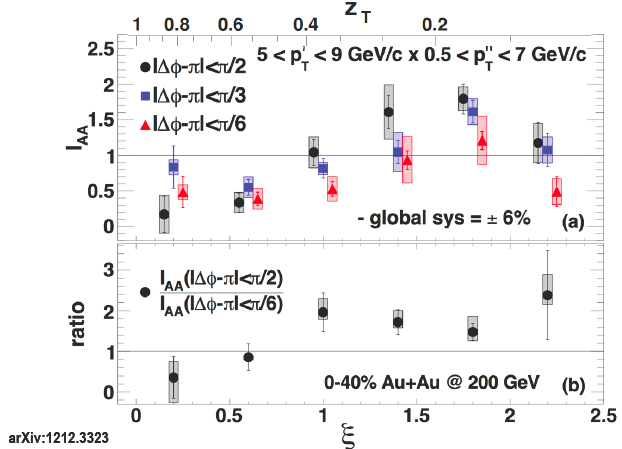 z_T
1 0.8 0.6 0.4 0.2
5 < p_T' < 9 GeV/c x 0.5 < p_T'' < 7 GeV/c
|Δϕ-π|<π/2
|Δϕ-π|<π/3
|Δϕ-π|<π/6
I_AA
2.5
2
1.5
1
0.5
0
- global sys = ± 6%
(a)
I_AA(|Δϕ-π|<π/2)
I_AA(|Δϕ-π|<π/6)
ratio
3
2
1
0
0-40% Au+Au @ 200 GeV
(b)
0 0.5 1 1.5 2 2.5
ξ
arXiv:1212.3323